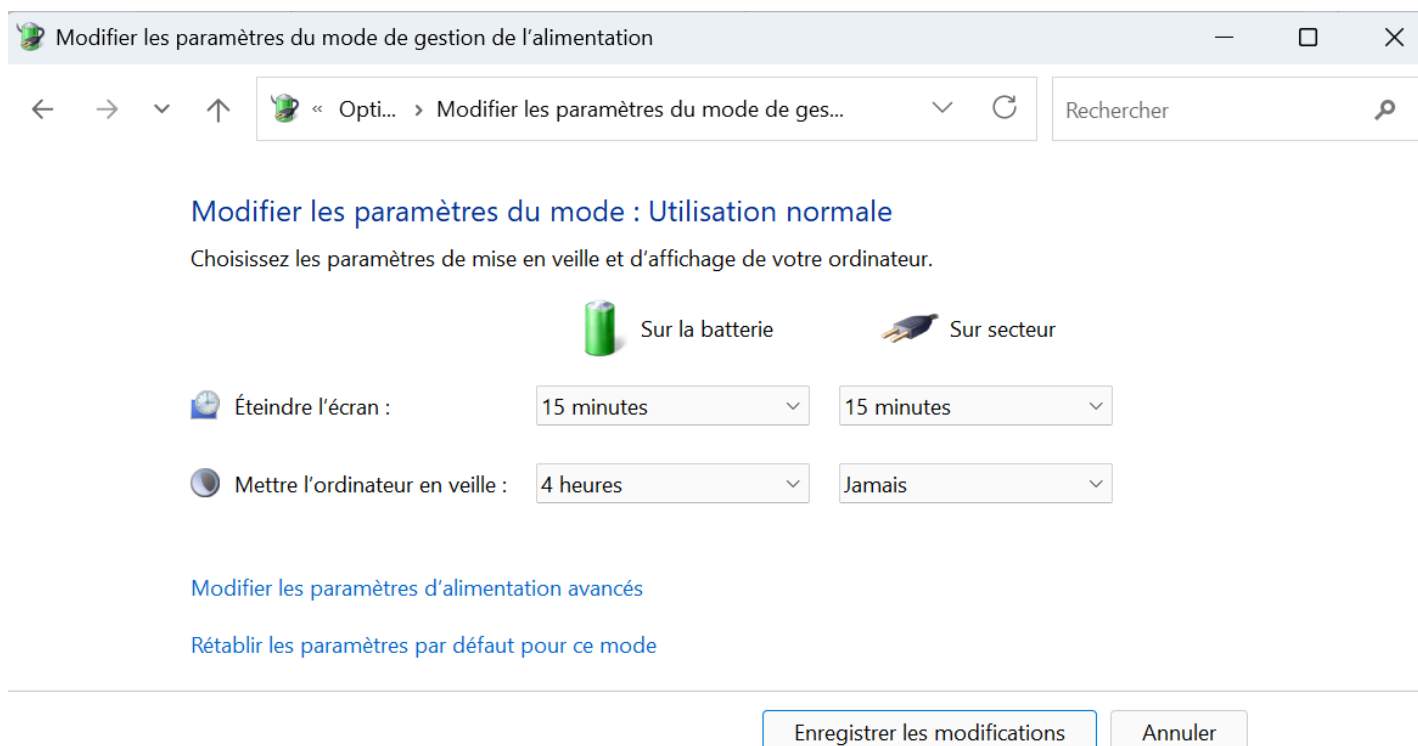 Modifier les paramètres du mode de gestion de l’alimentation
« Opti... › Modifier les paramètres du mode de ges... Rechercher
Modifier les paramètres du mode : Utilisation normale
Choisissez les paramètres de mise en veille et d’affichage de votre ordinateur.
Sur la batterie Sur secteur
Éteindre l’écran : 15 minutes 15 minutes
Mettre l’ordinateur en veille : 4 heures Jamais
Modifier les paramètres d’alimentation avancés
Rétablir les paramètres par défaut pour ce mode
Enregistrer les modifications Annuler